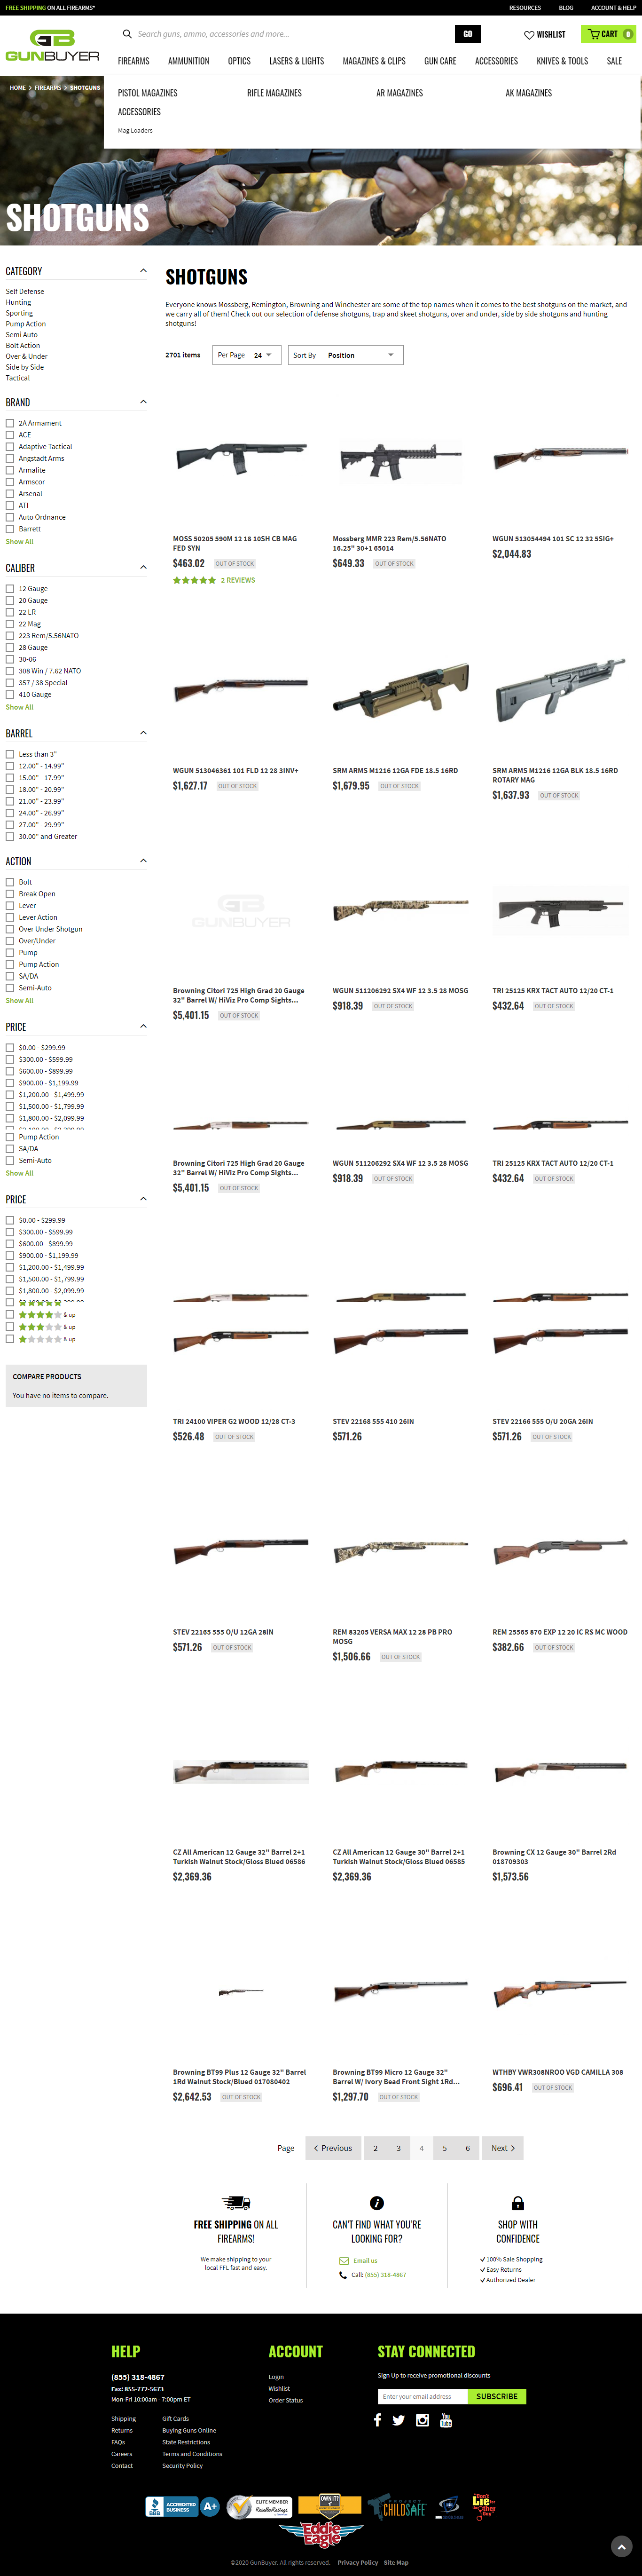 FREE SHIPPING ON ALL FIREARMS*
RESOURCES BLOG ACCOUNT & HELP
GB
GUNBUYER
Search guns, ammo, accessories and more...
GO
WISHLIST
CART 0
FIREARMS AMMUNITION OPTICS LASERS & LIGHTS MAGAZINES & CLIPS GUN CARE ACCESSORIES KNIVES & TOOLS SALE
HOME > FIREARMS > SHOTGUNS
PISTOL MAGAZINES RIFLE MAGAZINES AR MAGAZINES AK MAGAZINES
ACCESSORIES
Mag Loaders
SHOTGUNS
CATEGORY
Self Defense
Hunting
Sporting
Pump Action
Semi Auto
Bolt Action
Over & Under
Side by Side
Tactical
BRAND
2A Armament
ACE
Adaptive Tactical
Angstadt Arms
Armalite
Armscor
Arsenal
ATI
Auto Ordnance
Barrett
Show All
CALIBER
12 Gauge
20 Gauge
22 LR
22 Mag
223 Rem/5.56NATO
28 Gauge
30-06
308 Win / 7.62 NATO
357 / 38 Special
410 Gauge
Show All
BARREL
Less than 3"
12.00" - 14.99"
15.00" - 17.99"
18.00" - 20.99"
21.00" - 23.99"
24.00" - 26.99"
27.00" - 29.99"
30.00" and Greater
ACTION
Bolt
Break Open
Lever
Lever Action
Over Under Shotgun
Over/Under
Pump
Pump Action
SA/DA
Semi-Auto
Show All
PRICE
$0.00 - $299.99
$300.00 - $599.99
$600.00 - $899.99
$900.00 - $1,199.99
$1,200.00 - $1,499.99
$1,500.00 - $1,799.99
$1,800.00 - $2,099.99
Pump Action
SA/DA
Semi-Auto
Show All
PRICE
$0.00 - $299.99
$300.00 - $599.99
$600.00 - $899.99
$900.00 - $1,199.99
$1,200.00 - $1,499.99
$1,500.00 - $1,799.99
$1,800.00 - $2,099.99
& up
& up
& up
COMPARE PRODUCTS
You have no items to compare.
SHOTGUNS
Everyone knows Mossberg, Remington, Browning and Winchester are some of the top names when it comes to the best shotguns on the market, and
we carry all of them! Check out our selection of defense shotguns, trap and skeet shotguns, over and under, side by side shotguns and hunting
shotguns!
2701 items Per Page 24 Sort By Position
MOSS 50205 590M 12 18 10SH CB MAG
FED SYN
$463.02 OUT OF STOCK
2 REVIEWS
Mossberg MMR 223 Rem/5.56NATO
16.25" 30+1 65014
$649.33 OUT OF STOCK
WGUN 513054494 101 SC 12 32 5SIG+
$2,044.83
WGUN 513046361 101 FLD 12 28 3INV+
$1,627.17 OUT OF STOCK
SRM ARMS M1216 12GA FDE 18.5 16RD
$1,679.95 OUT OF STOCK
SRM ARMS M1216 12GA BLK 18.5 16RD
ROTARY MAG
$1,637.93 OUT OF STOCK
GB
GUNBUYER
Browning Citori 725 High Grad 20 Gauge
32" Barrel W/ HiViz Pro Comp Sights...
$5,401.15 OUT OF STOCK
WGUN 511206292 SX4 WF 12 3.5 28 MOSG
$918.39 OUT OF STOCK
TRI 25125 KRX TACT AUTO 12/20 CT-1
$432.64 OUT OF STOCK
Browning Citori 725 High Grad 20 Gauge
32" Barrel W/ HiViz Pro Comp Sights...
$5,401.15 OUT OF STOCK
WGUN 511206292 SX4 WF 12 3.5 28 MOSG
$918.39 OUT OF STOCK
TRI 25125 KRX TACT AUTO 12/20 CT-1
$432.64 OUT OF STOCK
TRI 24100 VIPER G2 WOOD 12/28 CT-3
$526.48 OUT OF STOCK
STEV 22168 555 410 26IN
$571.26
STEV 22166 555 O/U 20GA 26IN
$571.26 OUT OF STOCK
STEV 22165 555 O/U 12GA 28IN
$571.26 OUT OF STOCK
REM 83205 VERSA MAX 12 28 PB PRO
MOSG
$1,506.66 OUT OF STOCK
REM 25565 870 EXP 12 20 IC RS MC WOOD
$382.66 OUT OF STOCK
CZ All American 12 Gauge 32" Barrel 2+1
Turkish Walnut Stock/Gloss Blued 06586
$2,369.36
CZ All American 12 Gauge 30" Barrel 2+1
Turkish Walnut Stock/Gloss Blued 06585
$2,369.36
Browning CX 12 Gauge 30" Barrel 2Rd
018709303
$1,573.56
Browning BT99 Plus 12 Gauge 32" Barrel
1Rd Walnut Stock/Blued 017080402
$2,642.53 OUT OF STOCK
Browning BT99 Micro 12 Gauge 32"
Barrel W/ Ivory Bead Front Sight 1Rd...
$1,297.70 OUT OF STOCK
WTHBY VWR308NROO VGD CAMILLA 308
$696.41 OUT OF STOCK
Page < Previous 2 3 4 5 6 Next >
FREE SHIPPING ON ALL
FIREARMS!
We make shipping to your
local FFL fast and easy.
CAN'T FIND WHAT YOU'RE
LOOKING FOR?
Email us
Call: (855) 318-4867
SHOP WITH
CONFIDENCE
100% Sale Shopping
Easy Returns
Authorized Dealer
HELP
(855) 318-4867
Fax: 855-772-5673
Mon-Fri 10:00am - 7:00pm ET
Shipping Gift Cards
Returns Buying Guns Online
FAQs State Restrictions
Careers Terms and Conditions
Contact Security Policy
ACCOUNT
Login
Wishlist
Order Status
STAY CONNECTED
Sign Up to receive promotional discounts
Enter your email address SUBSCRIBE
You Tube
BBB ACCREDITED BUSINESS A+
ELITE MEMBER
ResellerRatings
OWN IT?
PROJECT CHILDSAFE
Don't Lie for the Other Guy
Eddie Eagle
©2020 GunBuyer. All rights reserved. Privacy Policy Site Map